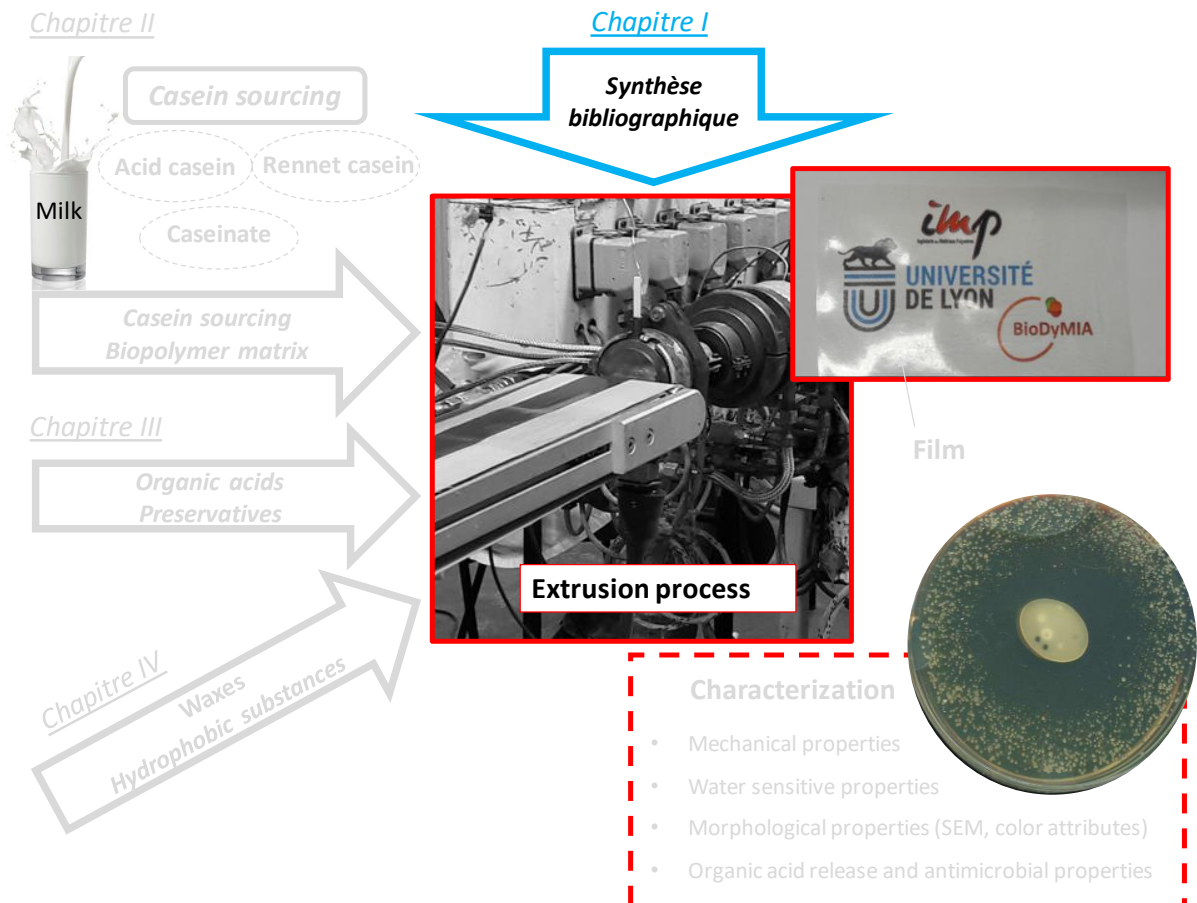 Chapitre II
Chapitre I
Casein sourcing
Synthèse
bibliographique
Acid casein
Rennet casein
Milk
Caseinate
imp
UNIVERSITÉ
DE LYON
BioDyMIA
Casein sourcing
Biopolymer matrix
Chapitre III
Film
Organic acids
Preservatives
Extrusion process
Chapitre IV
Waxes
Hydrophobic substances
Characterization
• Mechanical properties
• Water sensitive properties
• Morphological properties (SEM, color attributes)
• Organic acid release and antimicrobial properties